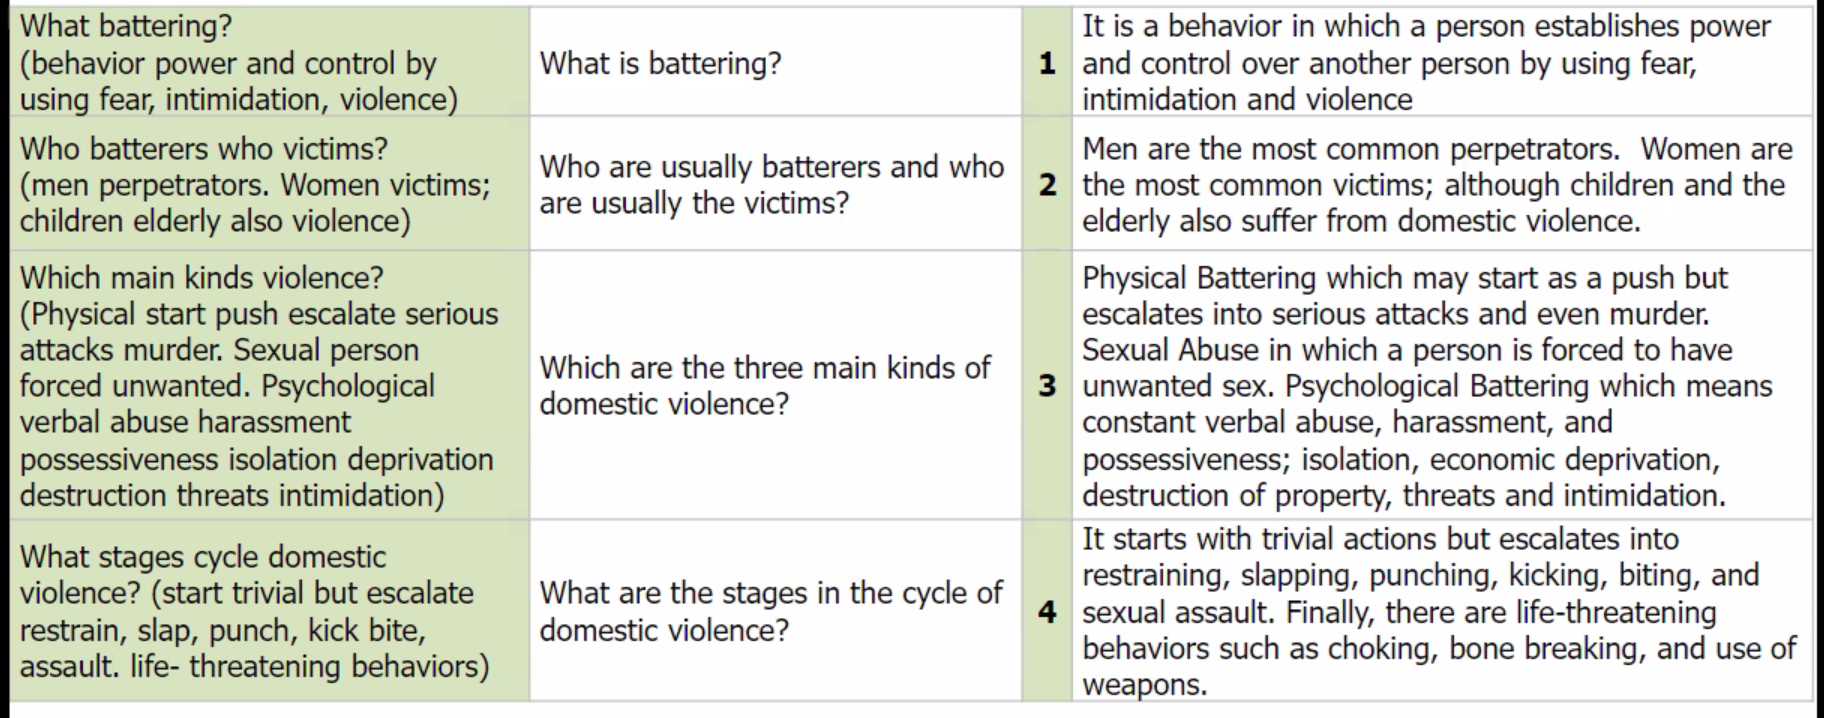 What battering?
(behavior power and control by
using fear, intimidation, violence)
What is battering?
1
It is a behavior in which a person establishes power
and control over another person by using fear,
intimidation and violence
Who batterers who victims?
(men perpetrators. Women victims;
children elderly also violence)
Who are usually batterers and who
are usually the victims?
2
Men are the most common perpetrators.  Women are
the most common victims; although children and the
elderly also suffer from domestic violence.
Which main kinds violence?
(Physical start push escalate serious
attacks murder. Sexual person
forced unwanted. Psychological
verbal abuse harassment
possessiveness isolation deprivation
destruction threats intimidation)
Which are the three main kinds of
domestic violence?
3
Physical Battering which may start as a push but
escalates into serious attacks and even murder.
Sexual Abuse in which a person is forced to have
unwanted sex. Psychological Battering which means
constant verbal abuse, harassment, and
possessiveness; isolation, economic deprivation,
destruction of property, threats and intimidation.
What stages cycle domestic
violence? (start trivial but escalate
restrain, slap, punch, kick bite,
assault. life- threatening behaviors)
What are the stages in the cycle of
domestic violence?
4
It starts with trivial actions but escalates into
restraining, slapping, punching, kicking, biting, and
sexual assault. Finally, there are life-threatening
behaviors such as choking, bone breaking, and use of
weapons.